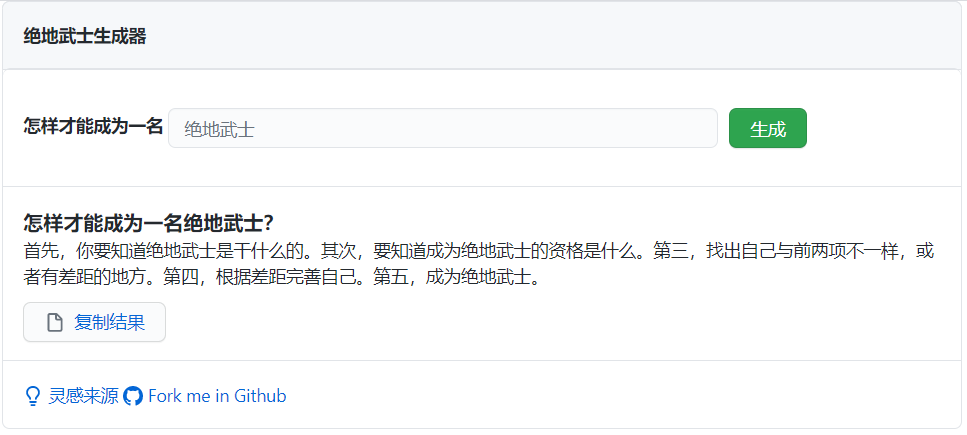 绝地武士生成器
怎样才能成为一名 绝地武士 生成
怎样才能成为一名绝地武士?
首先，你要知道绝地武士是干什么的。其次，要知道成为绝地武士的资格是什么。第三，找出自己与前两项不一样，或
者有差距的地方。第四，根据差距完善自己。第五，成为绝地武士。
复制结果
灵感来源 Fork me in Github